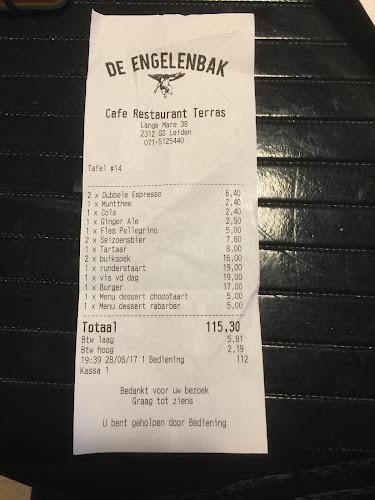 DE ENGELENBAK
Cafe Restaurant Terras
Lange Mare 38
2312 GS Leiden
071-5125440
Tafel #14
2 x Dubbele Espresso 6,40
1 x Muntthee 2,40
1 x Cola 2,40
1 x Ginger Ale 2,50
1 x Fles Pellegrino 5,00
2 x Seizoensbier 7,60
1 x Tartaar 8,00
2 x buikspek 16,00
1 x runderstaart 19,00
1 x vis vd dag 19,00
1 x Burger 17,00
1 x Menu dessert chocotaart 5,00
1 x Menu dessert rabarber 5,00
Totaal 115,30
Btw laag 5,81
Btw hoog 2,19
19:39 28/06/17 1 Bediening 112
Kassa 1
Bedankt voor uw bezoek
Graag tot ziens
U bent geholpen door Bediening